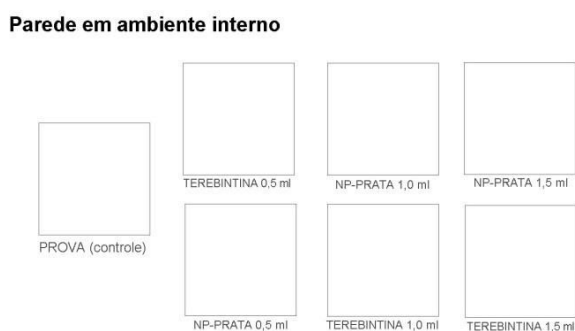 Parede em ambiente interno
TEREBINTINA 0,5 ml
NP-PRATA 1,0 ml
NP-PRATA 1,5 ml
PROVA (controle)
NP-PRATA 0,5 ml
TEREBINTINA 1,0 ml
TEREBINTINA 1,5 ml